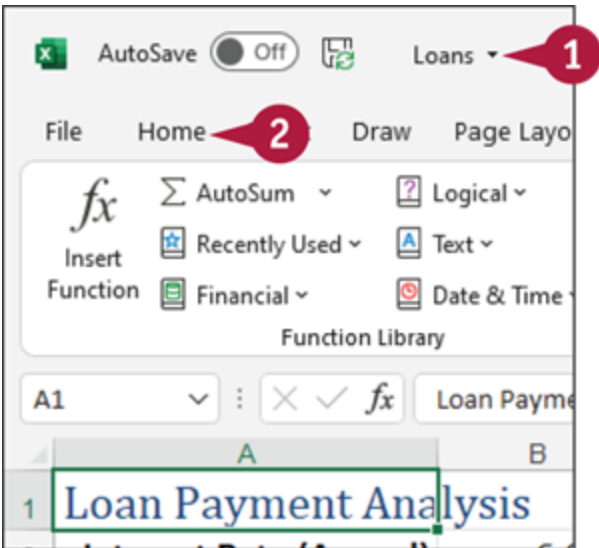 AutoSave Off Loans 1
File Home 2 Draw Page Layo
fx Insert Function
AutoSum Logical
Recently Used Text
Financial Date & Time
Function Library
A1 fx Loan Payme
A B
1 Loan Payment Analysis